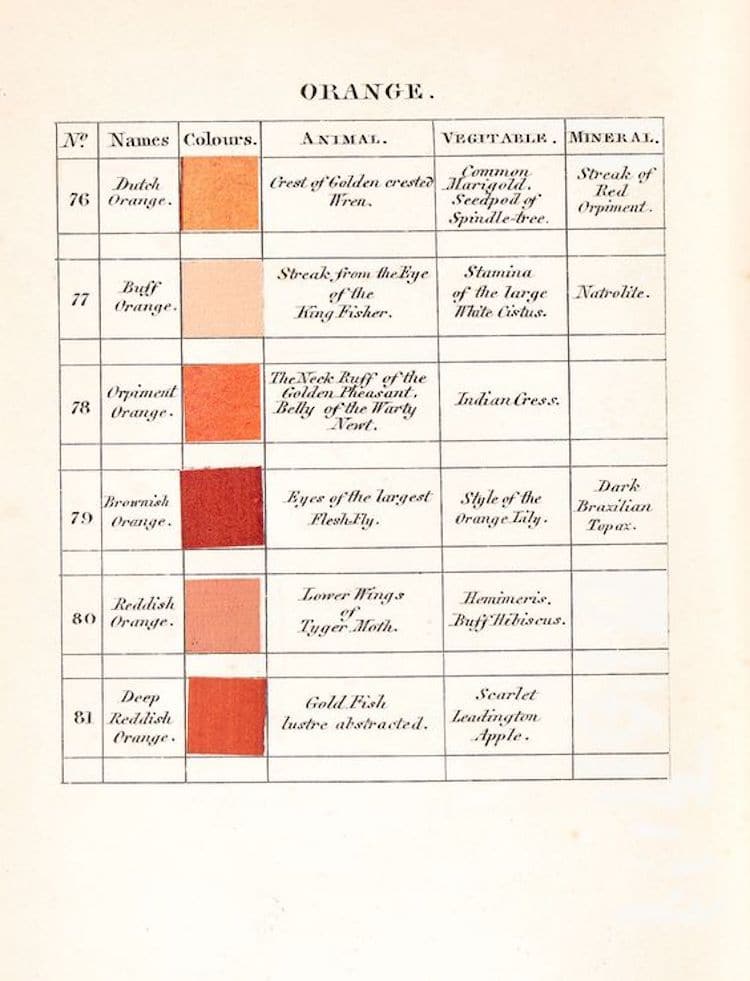 ORANGE.
Nº Names Colours. ANIMAL. VEGITABLE. MINERAL.
76
Dutch
Orange.
Crest of Golden crested
Wren.
Common
Marigold.
Seedpod of
Spindle-tree.
Streak of
Red
Orpiment.
77
Buff
Orange.
Streak from the Eye
of the
King Fisher.
Stamina
of the large
White Cistus.
Natrolite.
78
Orpiment
Orange.
The Neck Ruff of the
Golden Pheasant,
Belly of the Warty
Newt.
Indian Cress.
79
Brownish
Orange.
Eyes of the largest
Flesh Fly.
Style of the
Orange Lily.
Dark
Brazilian
Topaz.
80
Reddish
Orange.
Lower Wings
of
Tyger Moth.
Hemimeris.
Buff Hibiscus.
81
Deep
Reddish
Orange.
Gold Fish
lustre abstracted.
Scarlet
Leadington
Apple.